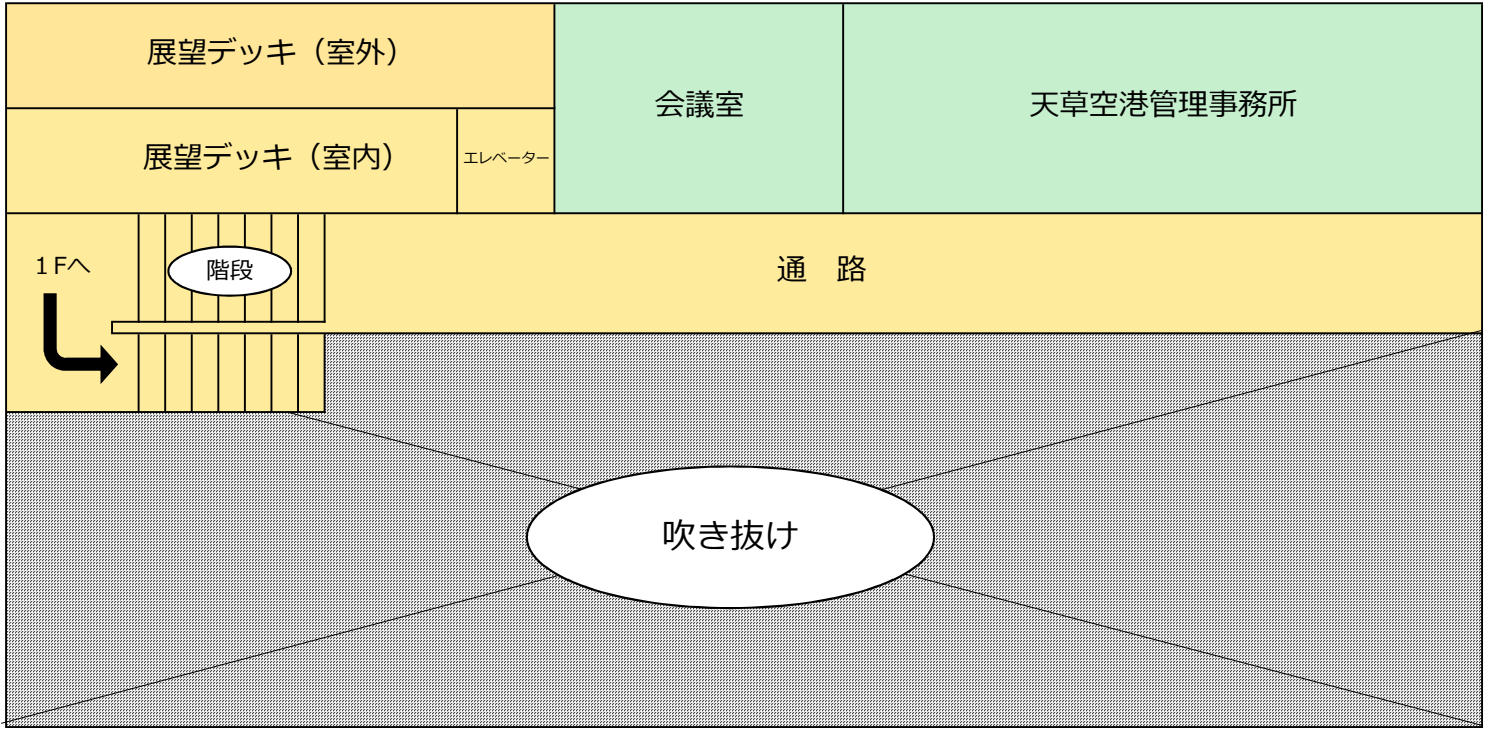 展望デッキ（室外）
会議室
天草空港管理事務所
展望デッキ（室内）
エレベーター
１Fへ
階段
通　路
吹き抜け